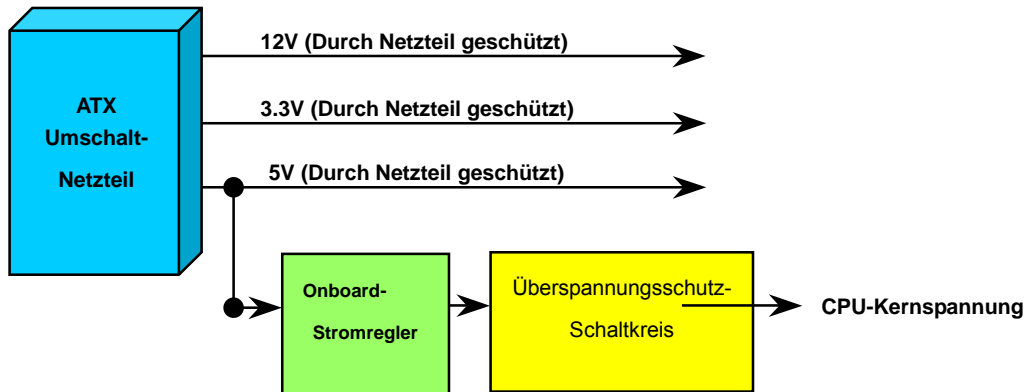 12V (Durch Netzteil geschützt)
ATX
Umschalt-
Netzteil
3.3V (Durch Netzteil geschützt)
5V (Durch Netzteil geschützt)
Onboard-
Stromregler
Überspannungsschutz-
Schaltkreis
CPU-Kernspannung